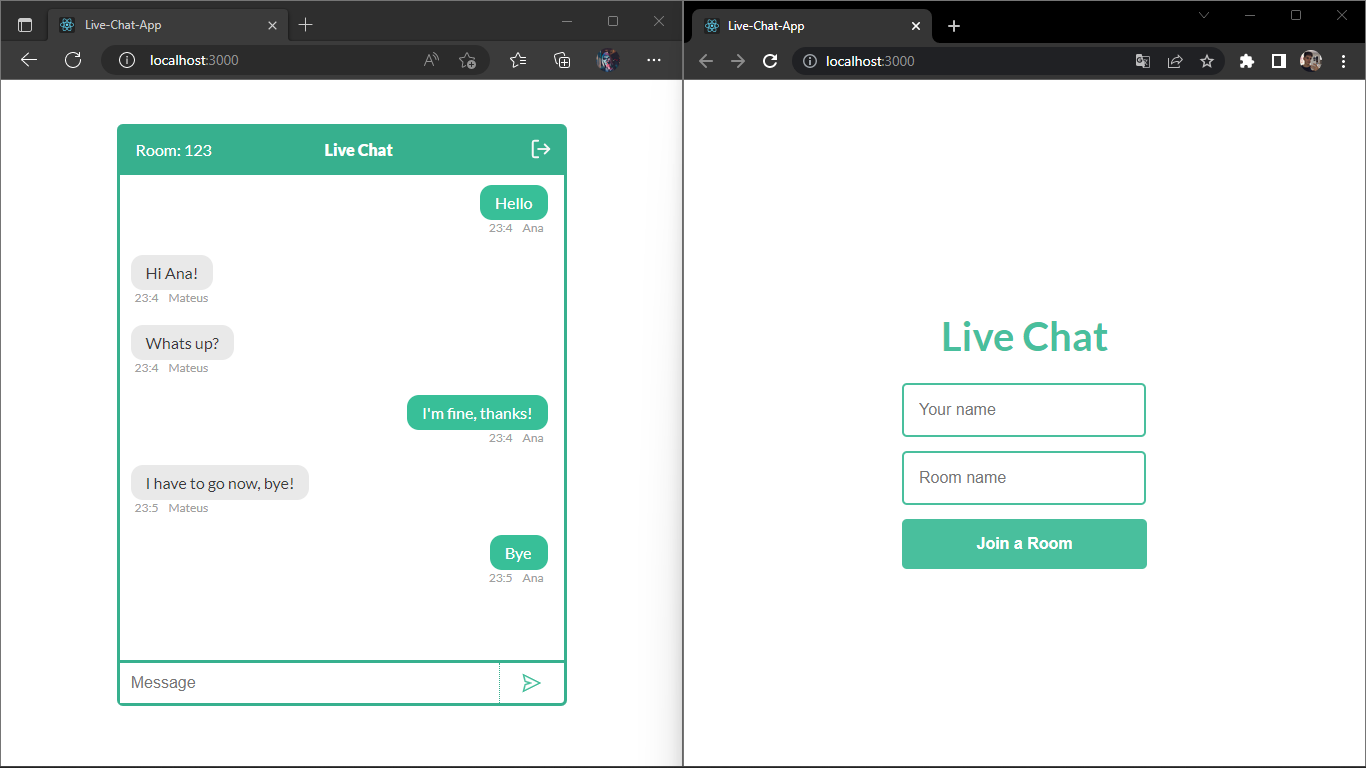 Live-Chat-App
localhost:3000
Room: 123 Live Chat
Hello
23:4 Ana
Hi Ana!
23:4 Mateus
Whats up?
23:4 Mateus
I'm fine, thanks!
23:4 Ana
I have to go now, bye!
23:5 Mateus
Bye
23:5 Ana
Message
Live-Chat-App
localhost:3000
Live Chat
Your name
Room name
Join a Room